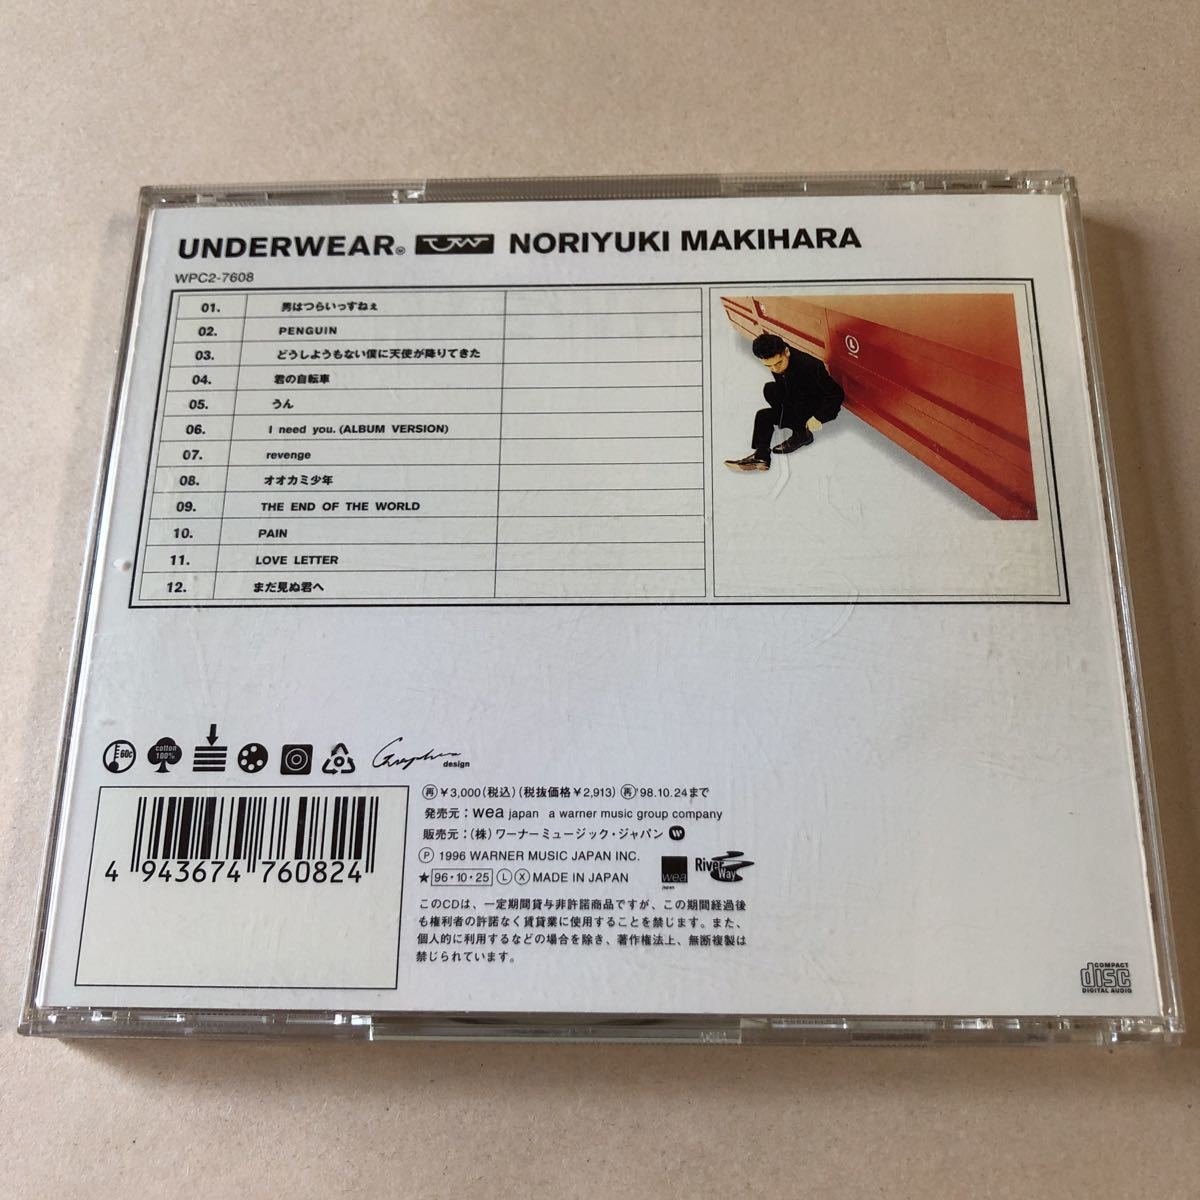 UNDERWEAR® UW NORIYUKI MAKIHARA
WPC2-7608
01. 男はつらいっすねぇ
02. PENGUIN
03. どうしようもない僕に天使が降りてきた
04. 君の自転車
05. うん
06. I need you. (ALBUM VERSION)
07. revenge
08. オオカミ少年
09. THE END OF THE WORLD
10. PAIN
11. LOVE LETTER
12. まだ見ぬ君へ
L
60c
cotton 100%
Graphics design
4 943674 760824
再 ¥3,000(税込)(税抜価格¥2,913) 再 '98.10.24まで
発売元:wea japan a warner music group company
販売元:(株)ワーナーミュージック・ジャパン
Ⓟ 1996 WARNER MUSIC JAPAN INC.
★ 96・10・25 Ⓛ Ⓧ MADE IN JAPAN
wea japan
River Way
このCDは、一定期間貸与非許諾商品ですが、この期間経過後
も権利者の許諾なく賃貸業に使用することを禁じます。また、
個人的に利用するなどの場合を除き、著作権法上、無断複製は
禁じられています。
COMPACT
disc
DIGITAL AUDIO